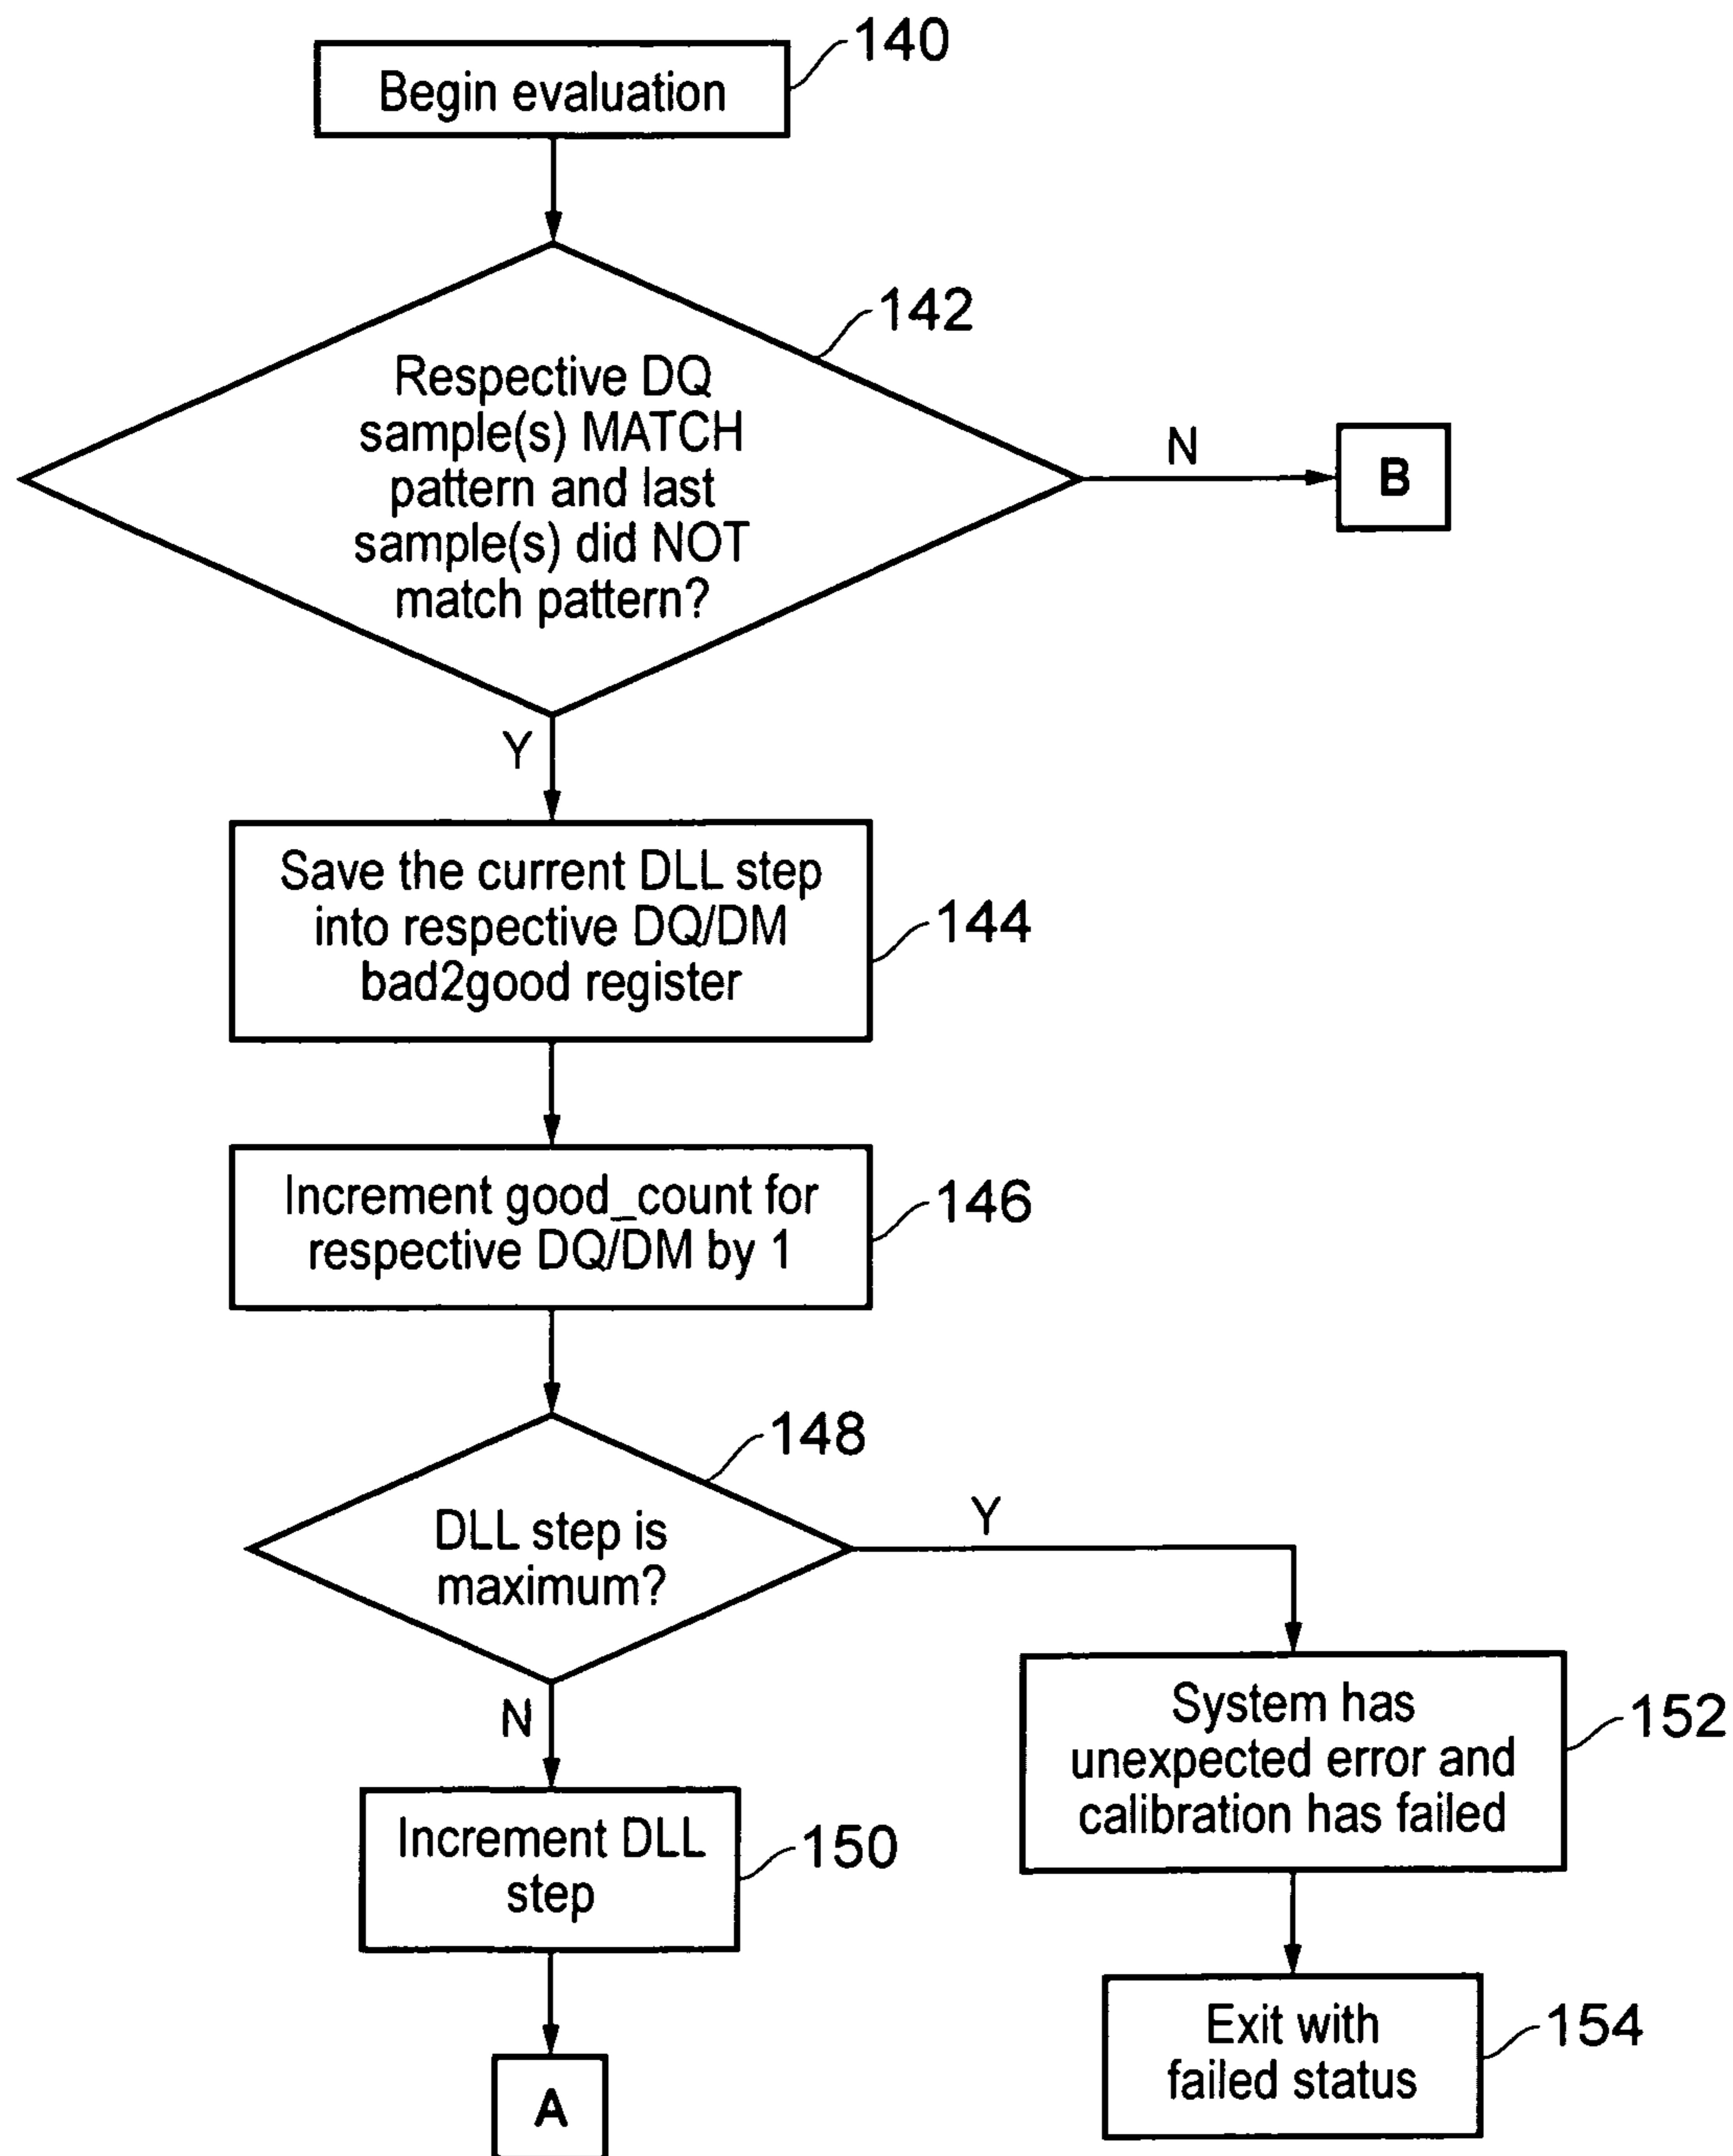 140
Begin evaluation
142
Respective DQ
sample(s) MATCH
pattern and last
sample(s) did NOT
match pattern?
N
B
Y
Save the current DLL step
into respective DQ/DM
bad2good register
144
Increment good_count for
respective DQ/DM by 1
146
148
DLL step is
maximum?
Y
N
System has
unexpected error and
calibration has failed
152
Increment DLL
step
150
Exit with
failed status
154
A